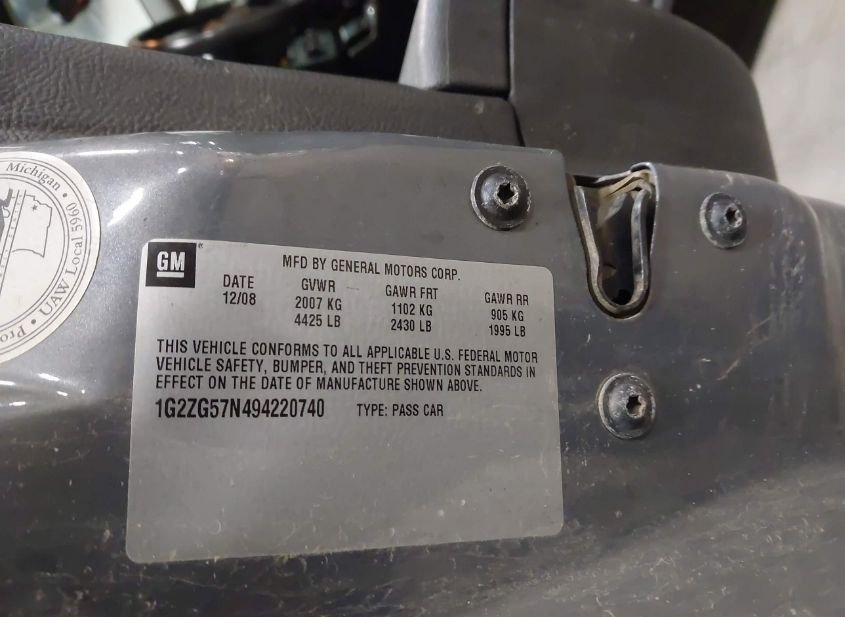 Michigan •
Pro
• UAW Local 5960
GM
MFD BY GENERAL MOTORS CORP.
DATE GVWR GAWR FRT GAWR RR
12/08 2007 KG 1102 KG 905 KG
4425 LB 2430 LB 1995 LB
THIS VEHICLE CONFORMS TO ALL APPLICABLE U.S. FEDERAL MOTOR
VEHICLE SAFETY, BUMPER, AND THEFT PREVENTION STANDARDS IN
EFFECT ON THE DATE OF MANUFACTURE SHOWN ABOVE.
1G2ZG57N494220740 TYPE: PASS CAR